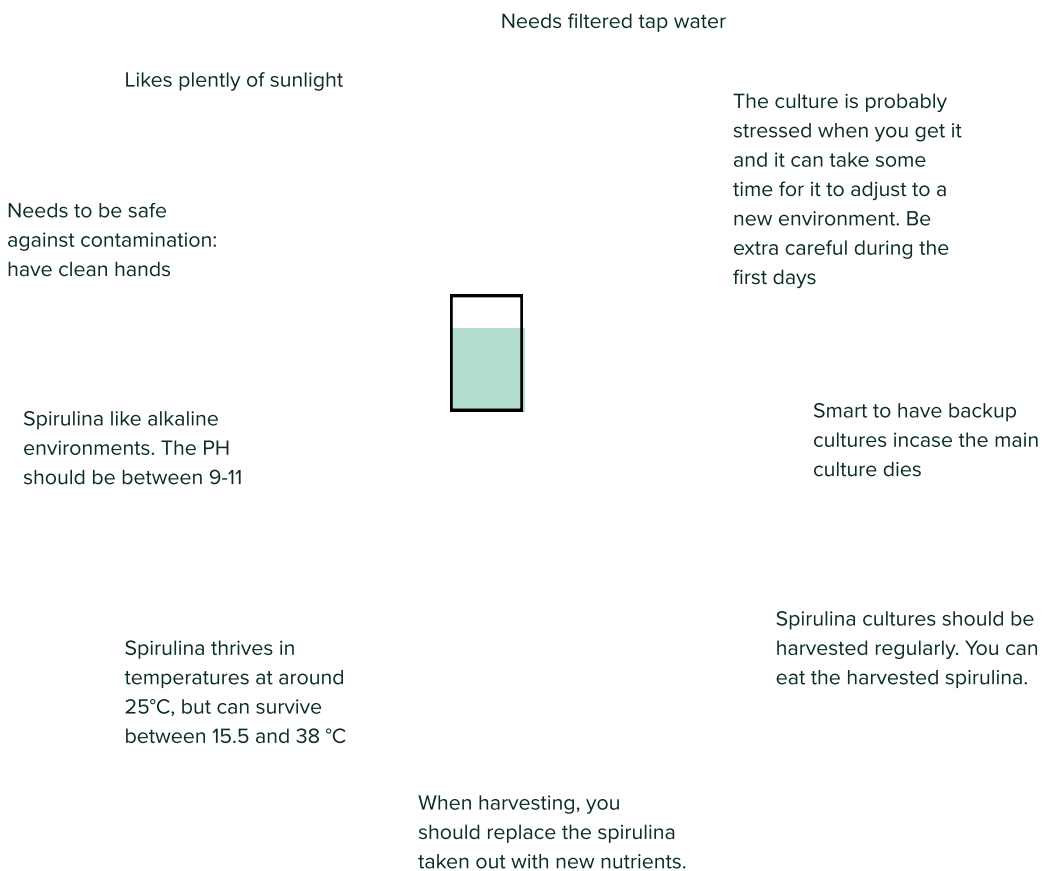 Needs filtered tap water
Likes plently of sunlight
The culture is probably
stressed when you get it
and it can take some
time for it to adjust to a
new environment. Be
extra careful during the
first days
Needs to be safe
against contamination:
have clean hands
Spirulina like alkaline
environments. The PH
should be between 9-11
Smart to have backup
cultures incase the main
culture dies
Spirulina cultures should be
harvested regularly. You can
eat the harvested spirulina.
Spirulina thrives in
temperatures at around
25°C, but can survive
between 15.5 and 38 °C
When harvesting, you
should replace the spirulina
taken out with new nutrients.